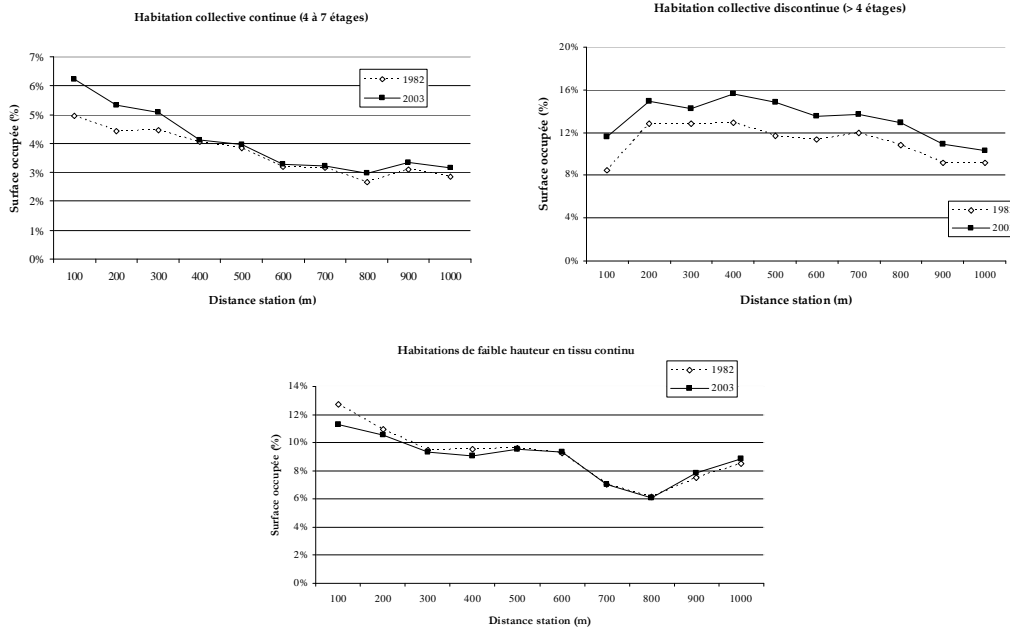 Habitation collective continue (4 à 7 étages)
7%
6%
5%
4%
3%
2%
1%
0%
Surface occupée (%)
1982
2003
100 200 300 400 500 600 700 800 900 1000
Distance station (m)
Habitation collective discontinue (> 4 étages)
20%
16%
12%
8%
4%
0%
Surface occupée (%)
100 200 300 400 500 600 700 800 900 1000
Distance station (m)
Habitations de faible hauteur en tissu continu
1982
2003
14%
12%
10%
8%
6%
4%
2%
0%
Surface occupée (%)
100 200 300 400 500 600 700 800 900 1000
Distance station (m)